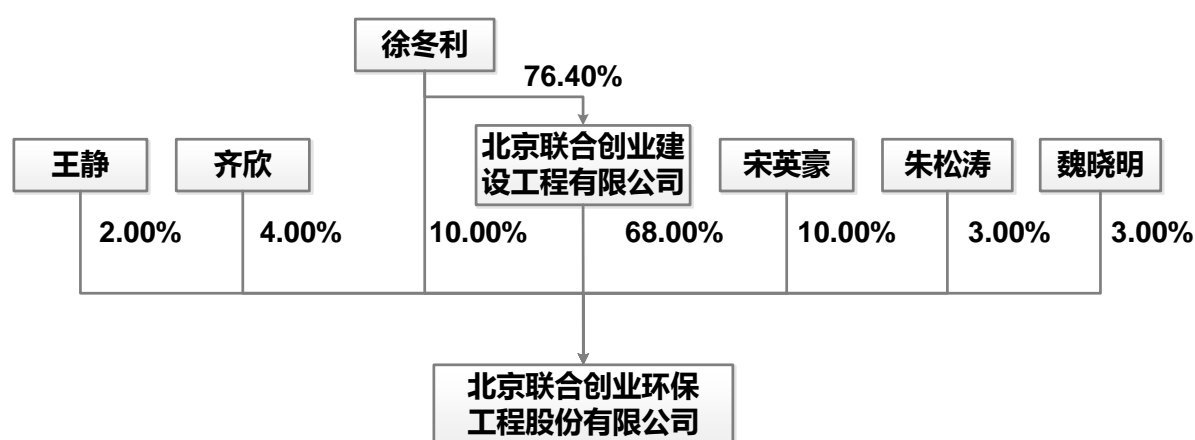 徐冬利
76.40%
王静
齐欣
北京联合创业建
设工程有限公司
宋英豪
朱松涛
魏晓明
2.00%
4.00%
10.00%
68.00%
10.00%
3.00%
3.00%
北京联合创业环保
工程股份有限公司